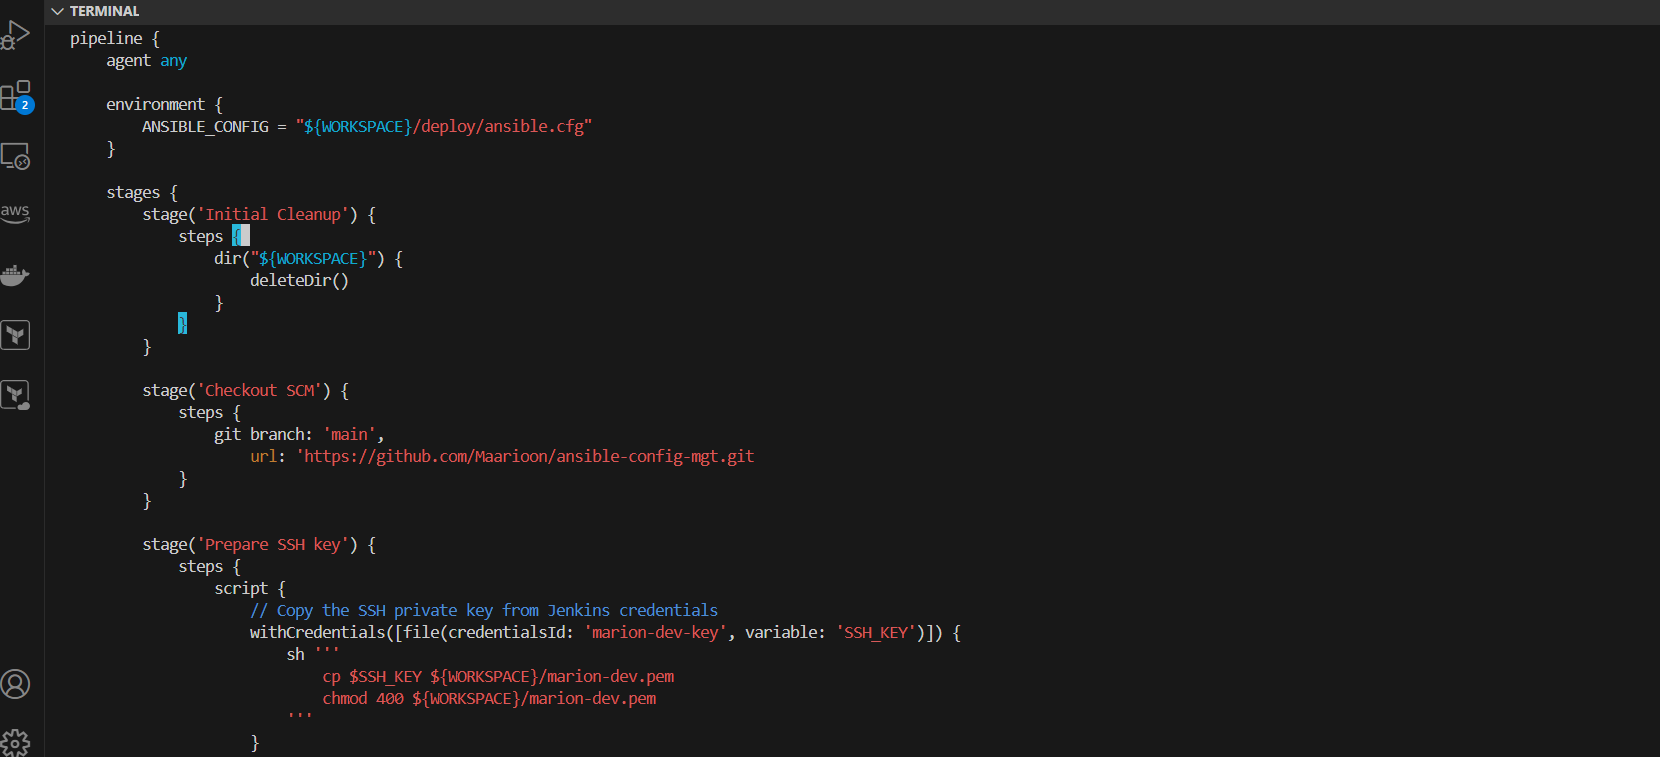 TERMINAL
pipeline {
    agent any

    environment {
        ANSIBLE_CONFIG = "${WORKSPACE}/deploy/ansible.cfg"
    }

    stages {
        stage('Initial Cleanup') {
            steps {
                dir("${WORKSPACE}") {
                    deleteDir()
                }
            }
        }

        stage('Checkout SCM') {
            steps {
                git branch: 'main',
                    url: 'https://github.com/Maarioon/ansible-config-mgt.git
            }
        }

        stage('Prepare SSH key') {
            steps {
                script {
                    // Copy the SSH private key from Jenkins credentials
                    withCredentials([file(credentialsId: 'marion-dev-key', variable: 'SSH_KEY')]) {
                        sh '''
                            cp $SSH_KEY ${WORKSPACE}/marion-dev.pem
                            chmod 400 ${WORKSPACE}/marion-dev.pem
                        '''
                    }
2
aws